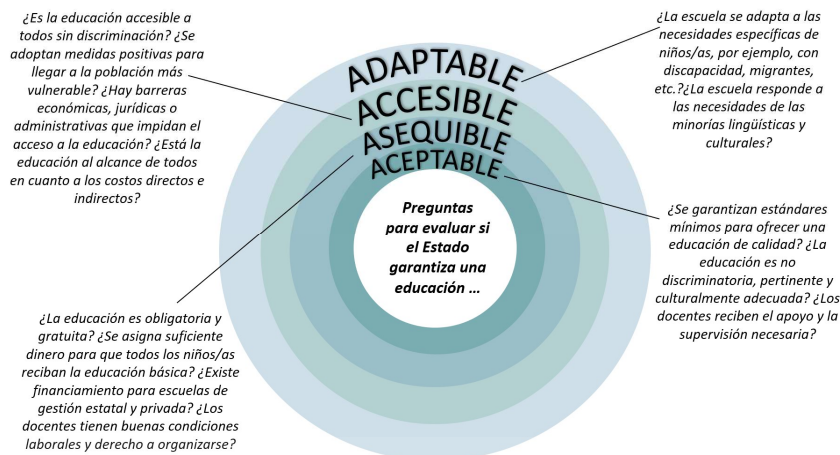 ¿Es la educación accesible a
todos sin discriminación? ¿Se
adoptan medidas positivas para
llegar a la población más
vulnerable? ¿Hay barreras
económicas, jurídicas o
administrativas que impidan el
acceso a la educación? ¿Está la
educación al alcance de todos
en cuanto a los costos directos e
indirectos?
¿La escuela se adapta a las
necesidades específicas de
niños/as, por ejemplo, con
discapacidad, migrantes,
etc.?¿La escuela responde a
las necesidades de las
minorías lingüísticas y
culturales?
ADAPTABLE
ACCESIBLE
ASEQUIBLE
ACEPTABLE
Preguntas
para evaluar si
el Estado
garantiza una
educación ...
¿Se garantizan estándares
mínimos para ofrecer una
educación de calidad? ¿La
educación es no
discriminatoria, pertinente y
culturalmente adecuada? ¿Los
docentes reciben el apoyo y la
supervisión necesaria?
¿La educación es obligatoria y
gratuita? ¿Se asigna suficiente
dinero para que todos los niños/as
reciban la educación básica? ¿Existe
financiamiento para escuelas de
gestión estatal y privada? ¿Los
docentes tienen buenas condiciones
laborales y derecho a organizarse?